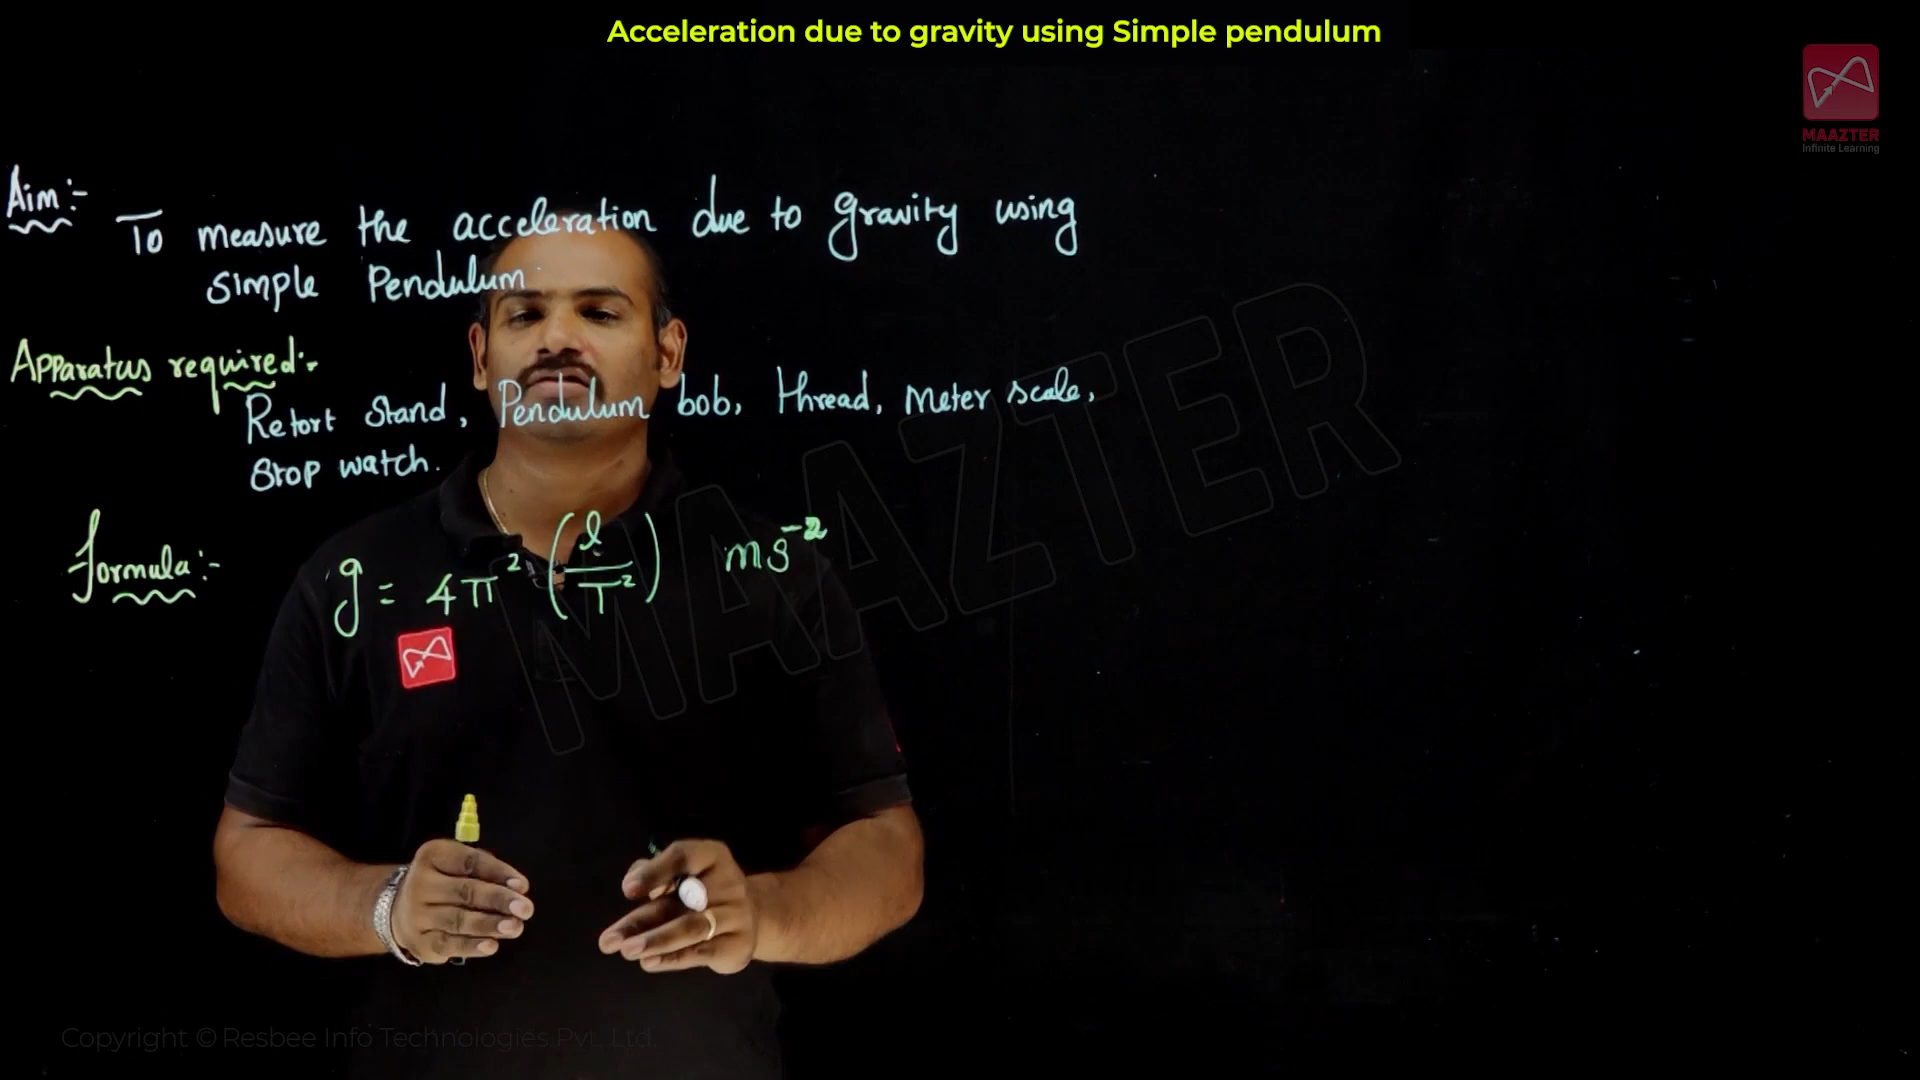 Acceleration due to gravity using Simple pendulum
MAAZTER
Infinite Learning
Aim:-
To measure the acceleration due to gravity using
simple Pendulum.
Apparatus required:-
Retort Stand, Pendulum bob, thread, Meter scale,
Stop watch.
Formula:- g = 4π² (l/T²) ms⁻²
MAAZTER
Copyright © Resbee Info Technologies Pvt. Ltd.